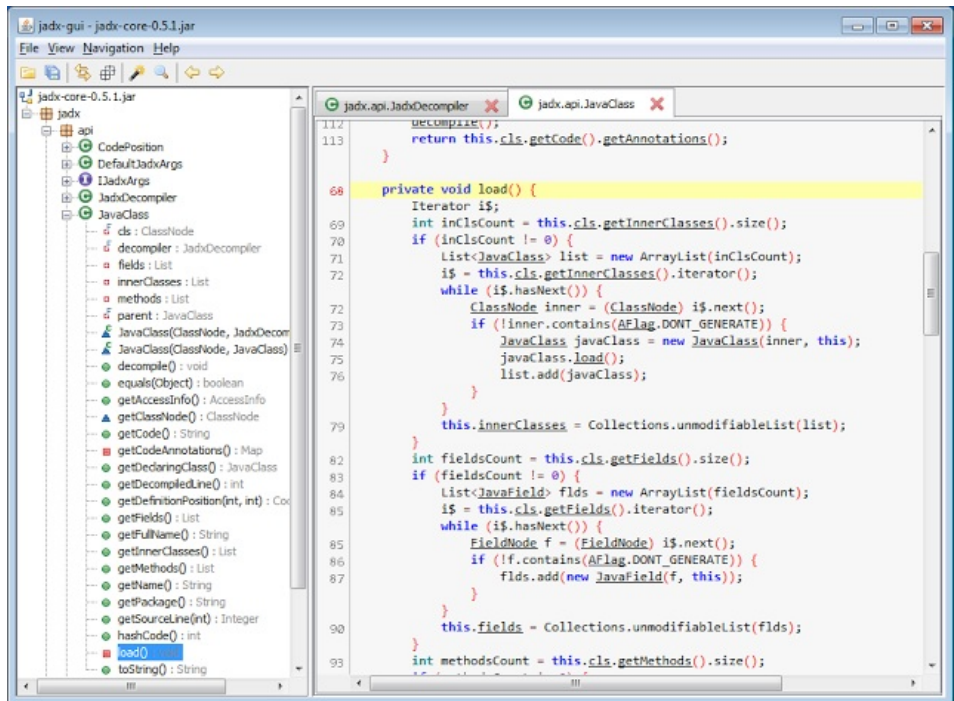 jadx-gui - jadx-core-0.5.1.jar
File View Navigation Help
jadx-core-0.5.1.jar
jadx
api
CodePosition
DefaultJadxArgs
IJadxArgs
JadxDecompiler
JavaClass
cls : ClassNode
decompiler : JadxDecompiler
fields : List
innerClasses : List
methods : List
parent : JavaClass
JavaClass(ClassNode, JadxDecom
JavaClass(ClassNode, JavaClass)
decompile() : void
equals(Object) : boolean
getAccessInfo() : AccessInfo
getClassNode() : ClassNode
getCode() : String
getCodeAnnotations() : Map
getDeclaringClass() : JavaClass
getDecompiledLine() : int
getDefinitionPosition(int, int) : Coc
getFields() : List
getFullName() : String
getInnerClasses() : List
getMethods() : List
getName() : String
getPackage() : String
getSourceLine(int) : Integer
hashCode() : int
load()
toString() : String
jadx.api.JadxDecompiler
jadx.api.JavaClass
112 decompile();
113 return this.cls.getCode().getAnnotations();
}
68 private void load() {
Iterator i$;
69 int inClsCount = this.cls.getInnerClasses().size();
70 if (inClsCount != 0) {
71 List<JavaClass> list = new ArrayList(inClsCount);
72 i$ = this.cls.getInnerClasses().iterator();
while (i$.hasNext()) {
72 ClassNode inner = (ClassNode) i$.next();
73 if (!inner.contains(AFlag.DONT_GENERATE)) {
74 JavaClass javaClass = new JavaClass(inner, this);
75 javaClass.load();
76 list.add(javaClass);
}
}
79 this.innerClasses = Collections.unmodifiableList(list);
}
82 int fieldsCount = this.cls.getFields().size();
83 if (fieldsCount != 0) {
84 List<JavaField> flds = new ArrayList(fieldsCount);
85 i$ = this.cls.getFields().iterator();
while (i$.hasNext()) {
85 FieldNode f = (FieldNode) i$.next();
86 if (!f.contains(AFlag.DONT_GENERATE)) {
87 flds.add(new JavaField(f, this));
}
}
90 this.fields = Collections.unmodifiableList(flds);
}
93 int methodsCount = this.cls.getMethods().size();